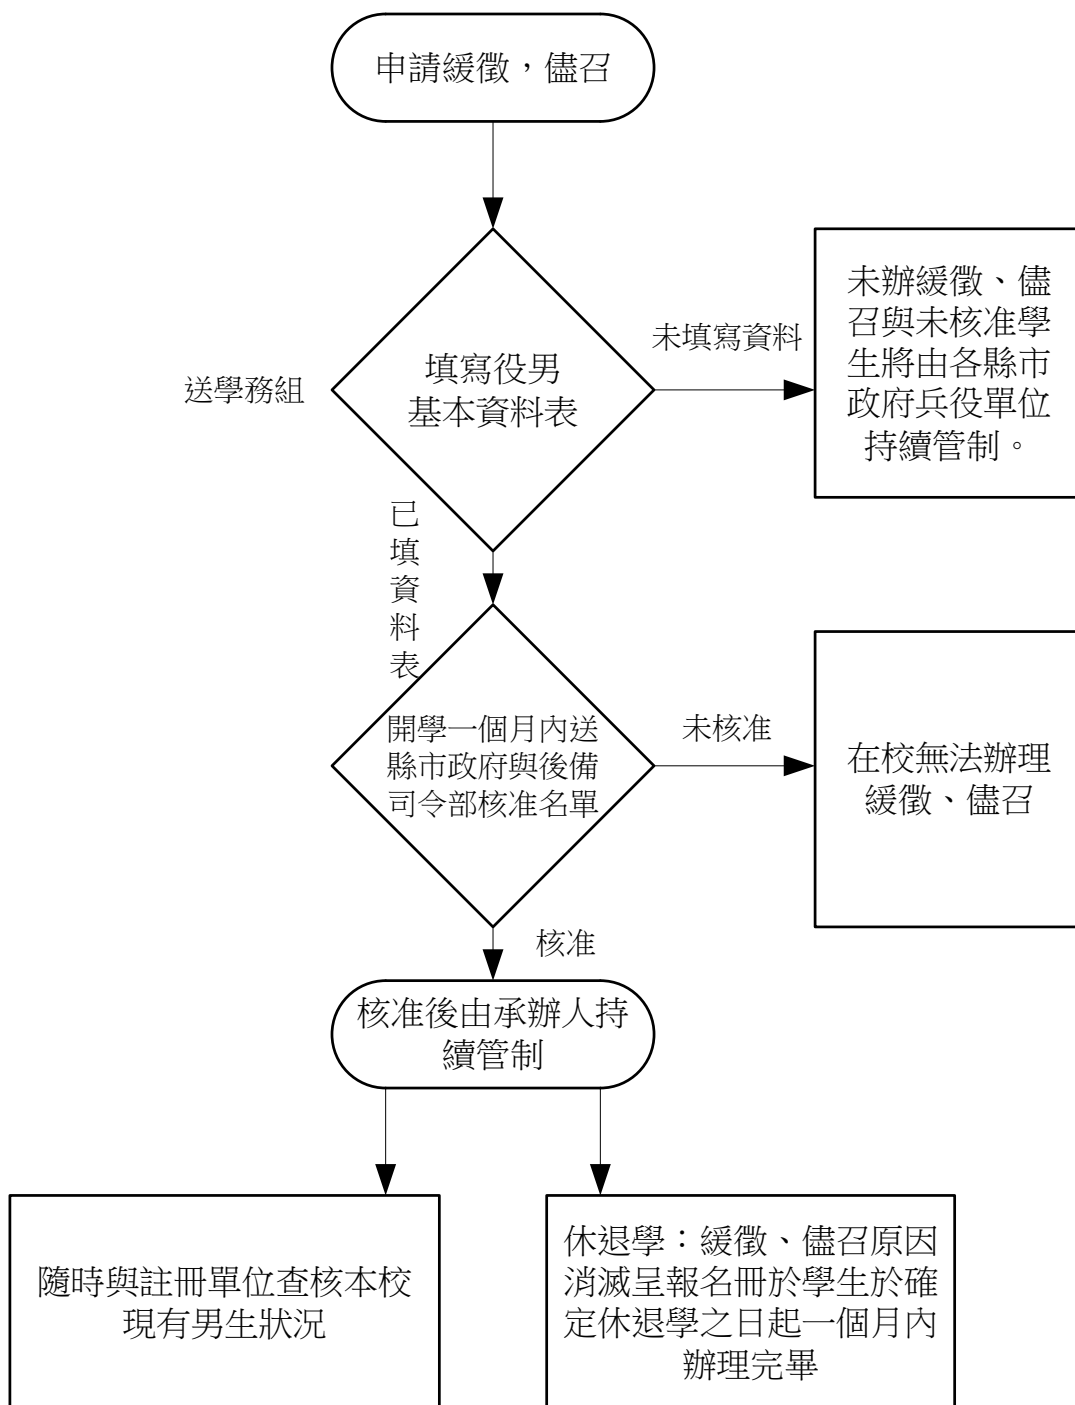 申請緩徵，儘召
未辦緩徵、儘
召與未核准學
生將由各縣市
政府兵役單位
持續管制。
未填寫資料
送學務組
填寫役男
基本資料表
已
填
資
料
表
開學一個月內送
縣市政府與後備
司令部核准名單
未核准
在校無法辦理
緩徵、儘召
核准
核准後由承辦人持
續管制
隨時與註冊單位查核本校
現有男生狀況
休退學：緩徵、儘召原因
消滅呈報名冊於學生於確
定休退學之日起一個月內
辦理完畢